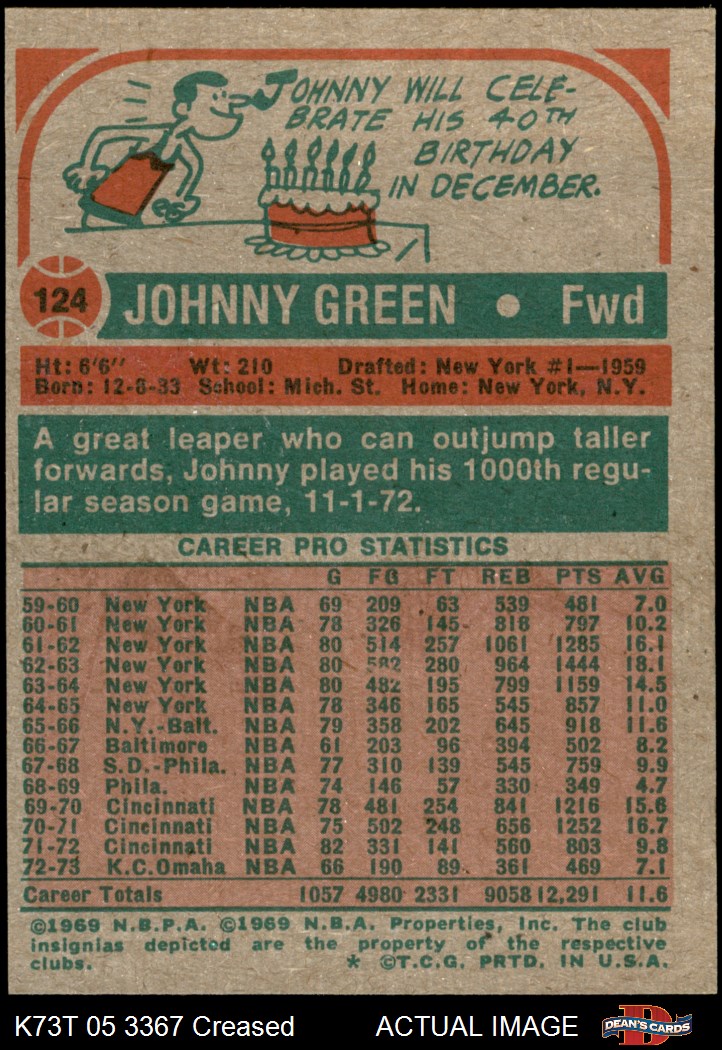 JOHNNY WILL CELE-
BRATE HIS 40TH
BIRTHDAY
IN DECEMBER.
124 JOHNNY GREEN • Fwd
Ht: 6'6" Wt: 210 Drafted: New York #1—1959
Born: 12-8-33 School: Mich. St. Home: New York, N.Y.
A great leaper who can outjump taller
forwards, Johnny played his 1000th regu-
lar season game, 11-1-72.
CAREER PRO STATISTICS
G FG FT REB PTS AVG
59-60 New York NBA 69 209 63 539 481 7.0
60-61 New York NBA 78 326 145 818 797 10.2
61-62 New York NBA 80 514 257 1061 1285 16.1
62-63 New York NBA 80 582 280 964 1444 18.1
63-64 New York NBA 80 482 195 799 1159 14.5
64-65 New York NBA 78 346 165 545 857 11.0
65-66 N.Y.-Balt. NBA 79 358 202 645 918 11.6
66-67 Baltimore NBA 61 203 96 394 502 8.2
67-68 S.D.-Phila. NBA 77 310 139 545 759 9.9
68-69 Phila. NBA 74 146 57 330 349 4.7
69-70 Cincinnati NBA 78 481 254 841 1216 15.6
70-71 Cincinnati NBA 75 502 248 656 1252 16.7
71-72 Cincinnati NBA 82 331 141 560 803 9.8
72-73 K.C.Omaha NBA 66 190 89 361 469 7.1
Career Totals 1057 4980 2331 9058 12,291 11.6
©1969 N.B.P.A. ©1969 N.B.A. Properties, Inc. The club
insignias depicted are the property of the respective
clubs. * ©T.C.G. PRTD. IN U.S.A.
K73T 05 3367 Creased ACTUAL IMAGE DEAN'S CARDS